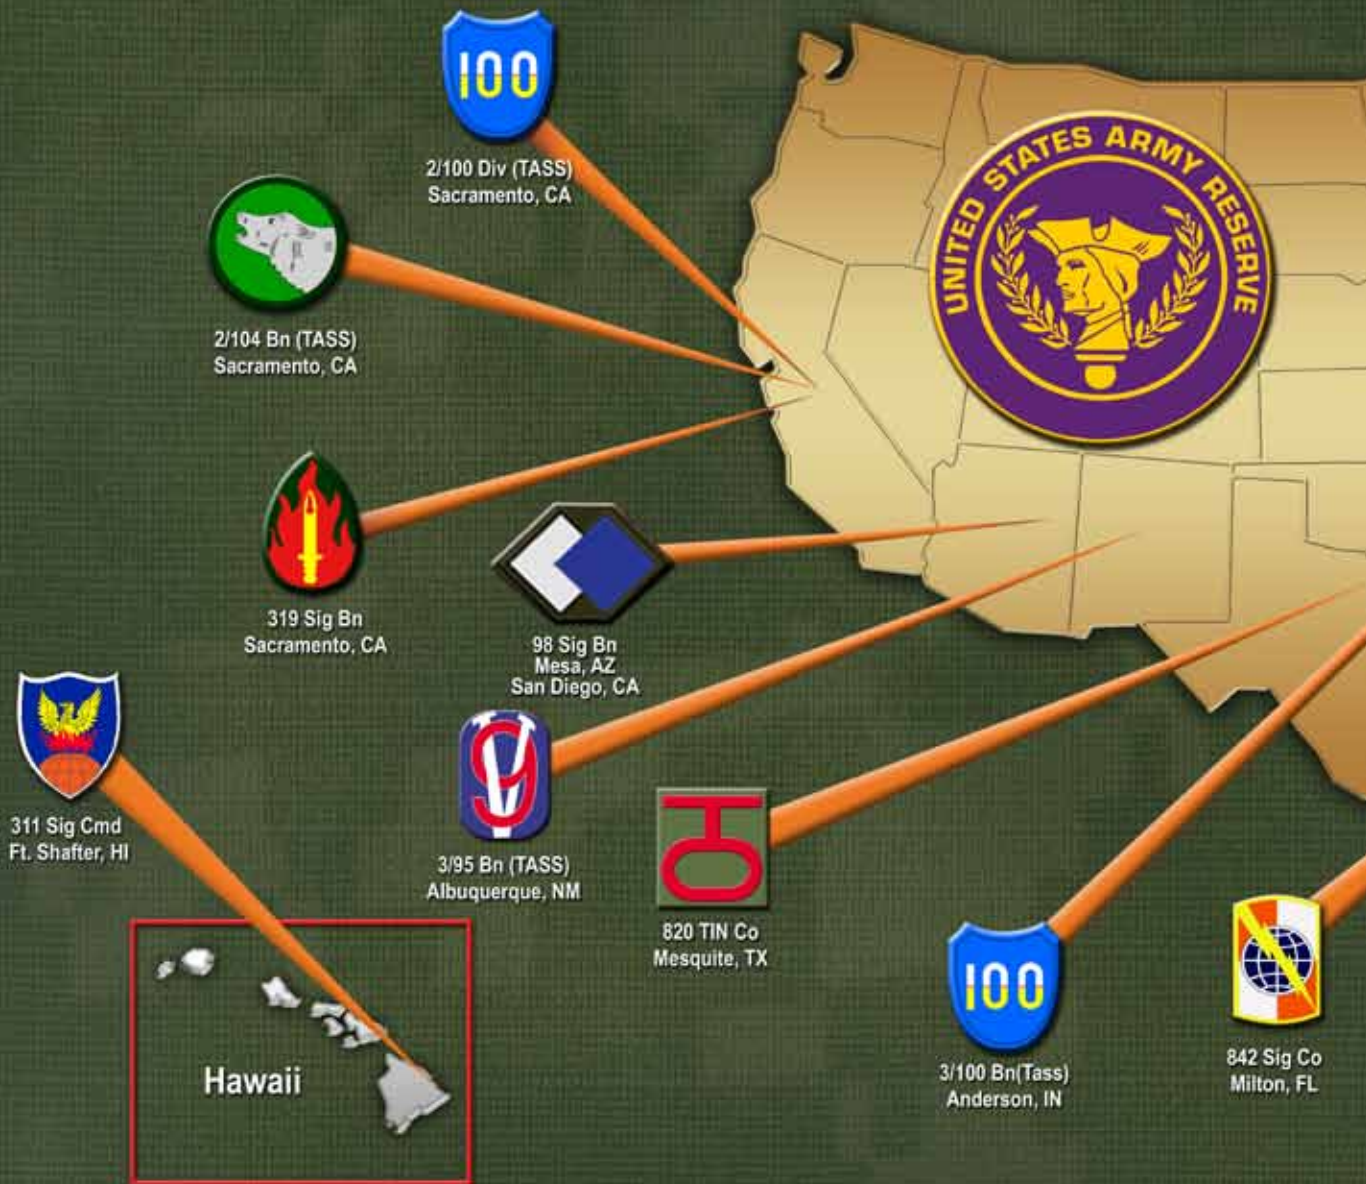 100
2/100 Div (TASS)
Sacramento, CA
UNITED STATES ARMY RESERVE
2/104 Bn (TASS)
Sacramento, CA
319 Sig Bn
Sacramento, CA
98 Sig Bn
Mesa, AZ
San Diego, CA
311 Sig Cmd
Ft. Shafter, HI
9V
3/95 Bn (TASS)
Albuquerque, NM
820 TIN Co
Mesquite, TX
100
3/100 Bn(Tass)
Anderson, IN
842 Sig Co
Milton, FL
Hawaii